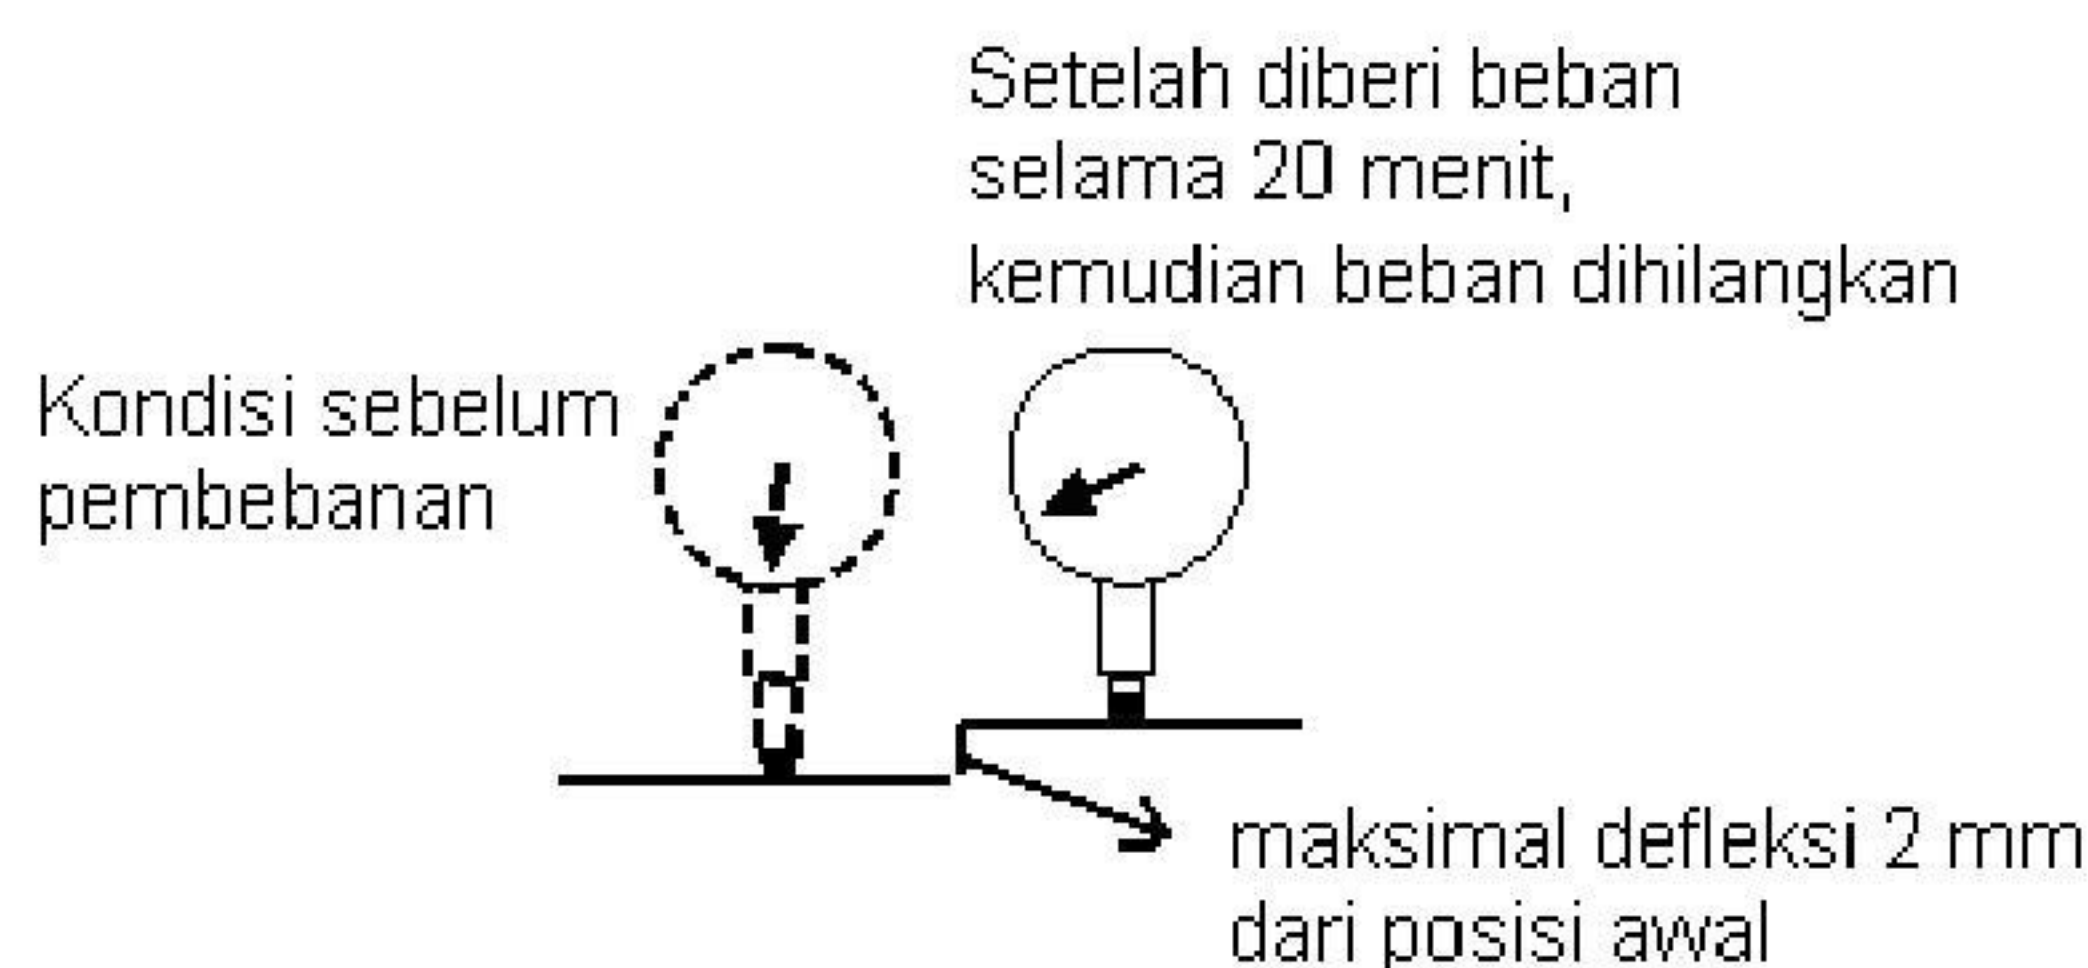 Setelah diberi beban
selama 20 menit,
kemudian beban dihilangkan
Kondisi sebelum
pembebanan
maksimal defleksi 2 mm
dari posisi awal